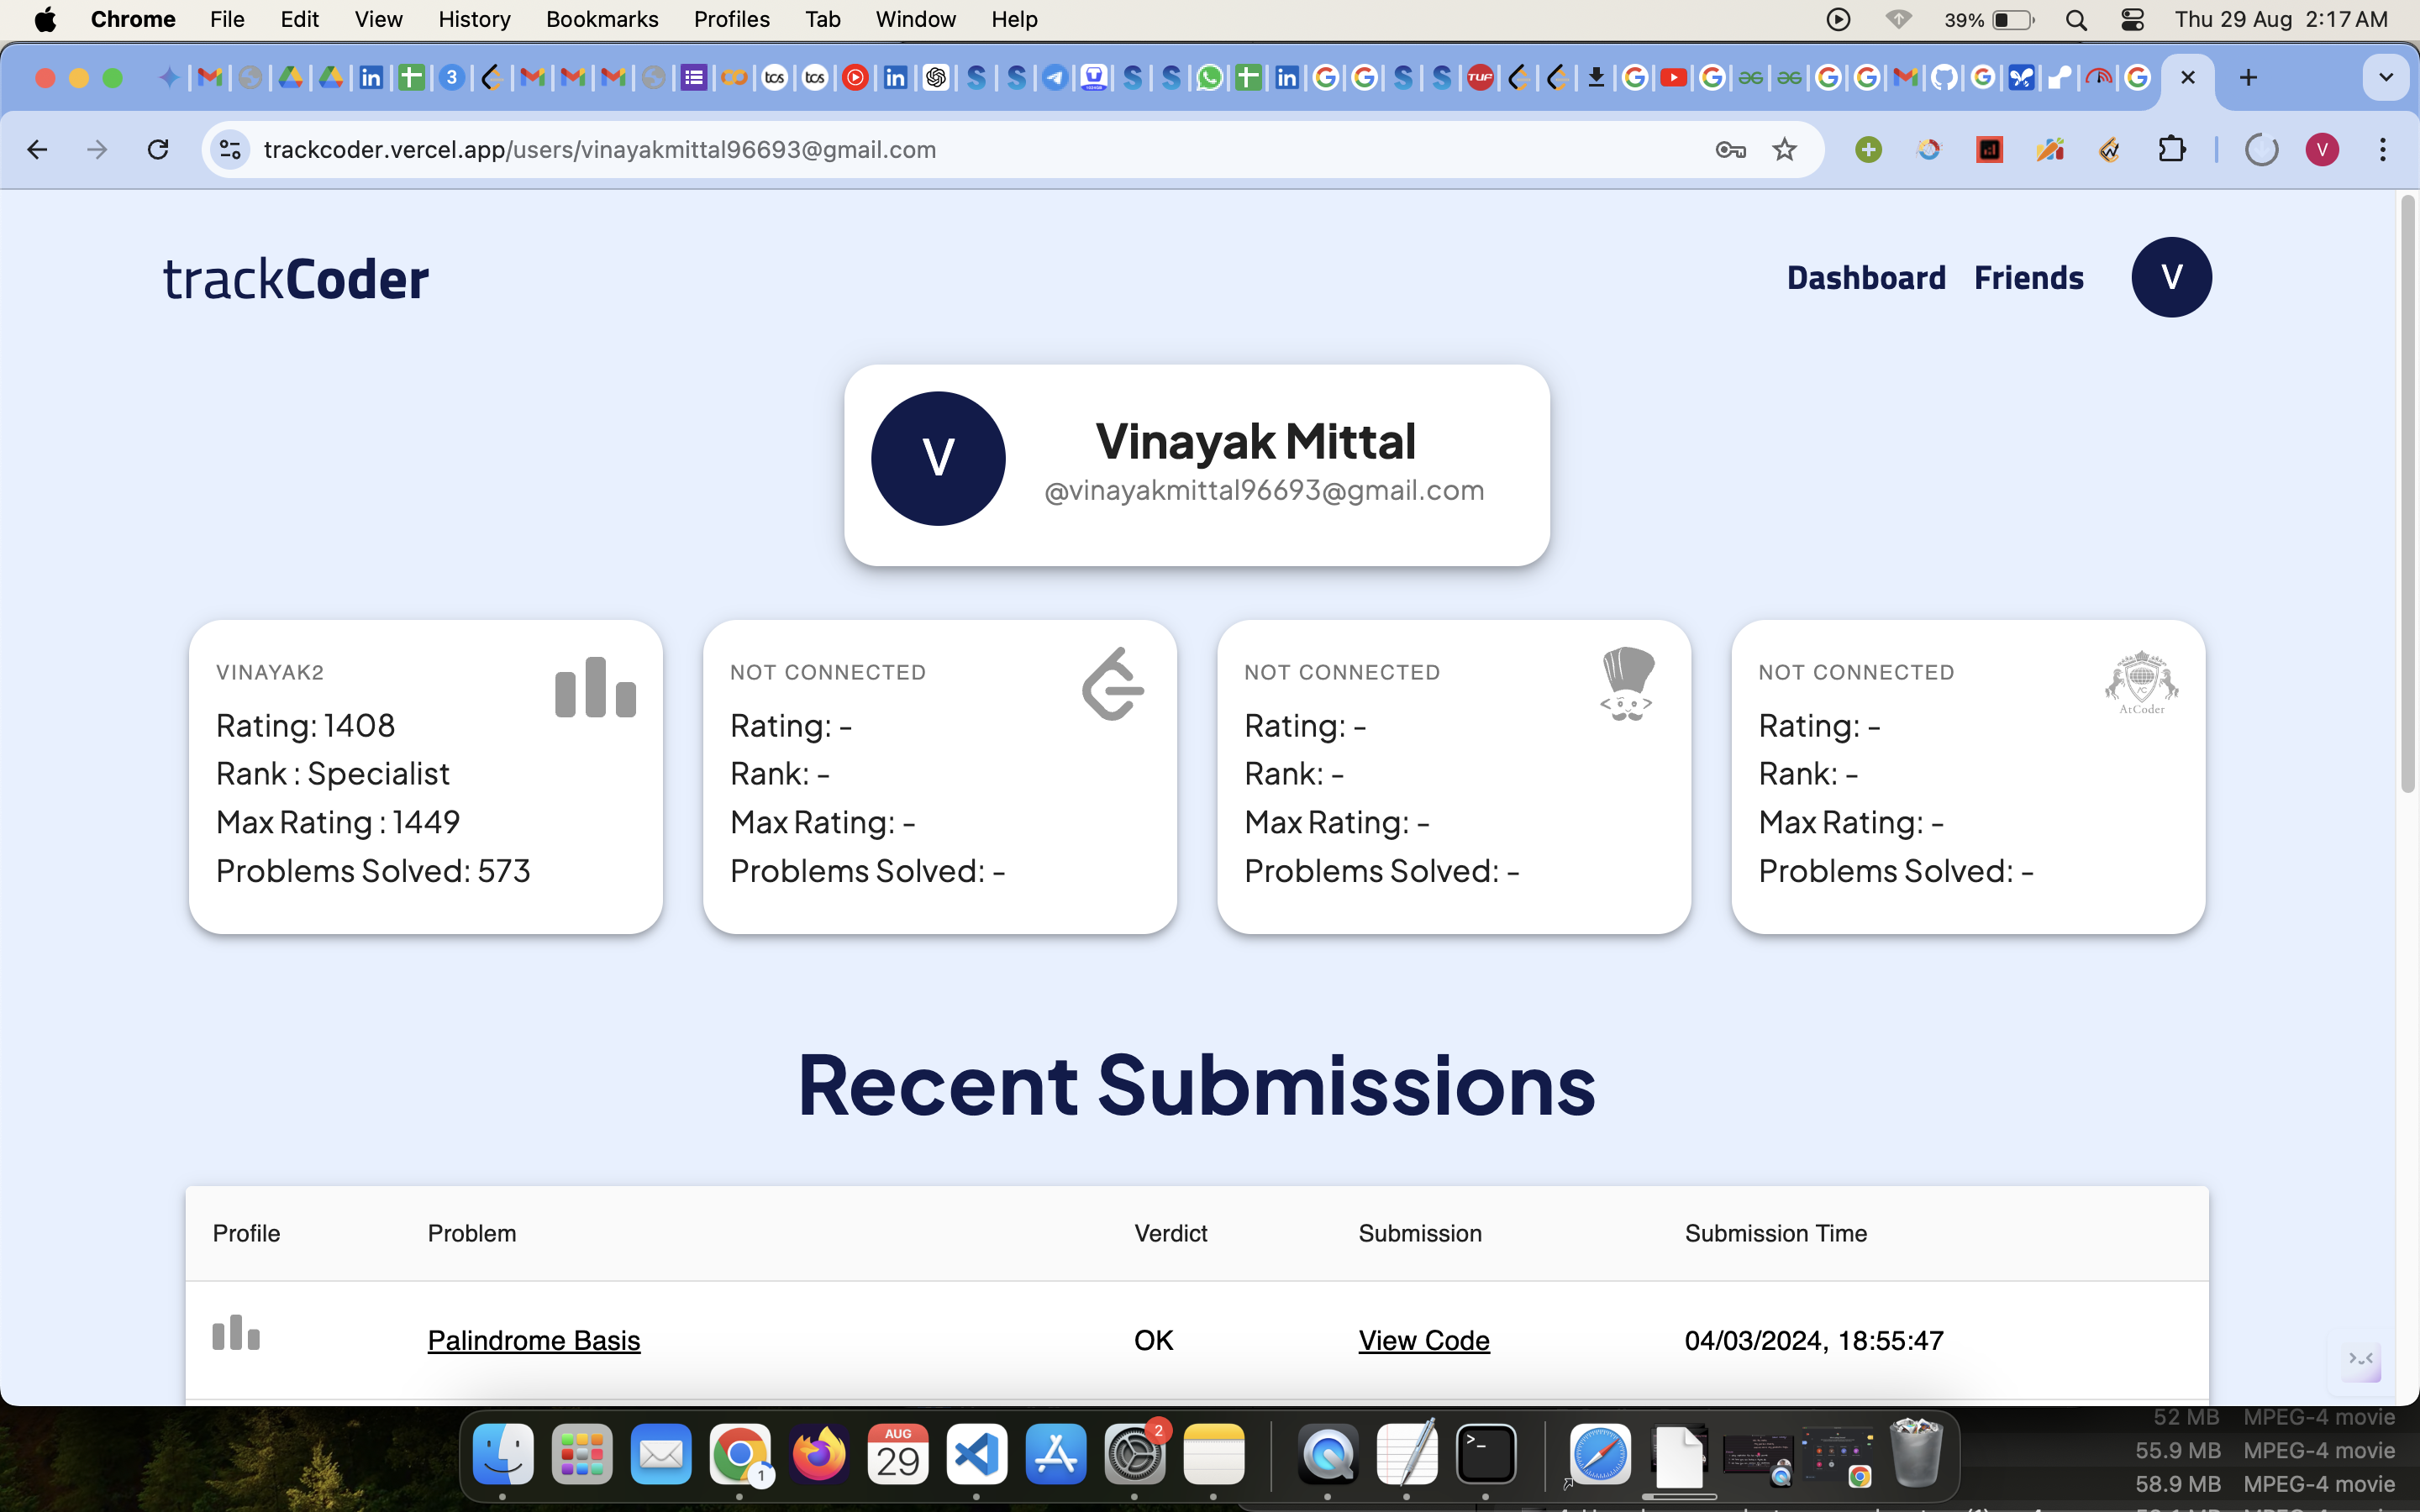 Chrome File Edit View History Bookmarks Profiles Tab Window Help 39% Thu 29 Aug 2:17 AM
trackcoder.vercel.app/users/vinayakmittal96693@gmail.com V
trackCoder Dashboard Friends V
V Vinayak Mittal
@vinayakmittal96693@gmail.com
VINAYAK2
Rating: 1408
Rank : Specialist
Max Rating : 1449
Problems Solved: 573
NOT CONNECTED
Rating: -
Rank: -
Max Rating: -
Problems Solved: -
NOT CONNECTED
Rating: -
Rank: -
Max Rating: -
Problems Solved: -
NOT CONNECTED
AtCoder
Rating: -
Rank: -
Max Rating: -
Problems Solved: -
Recent Submissions
Profile Problem Verdict Submission Submission Time
Palindrome Basis OK View Code 04/03/2024, 18:55:47
52 MB MPEG-4 movie
55.9 MB MPEG-4 movie
58.9 MB MPEG-4 movie
1
AUG
29
2